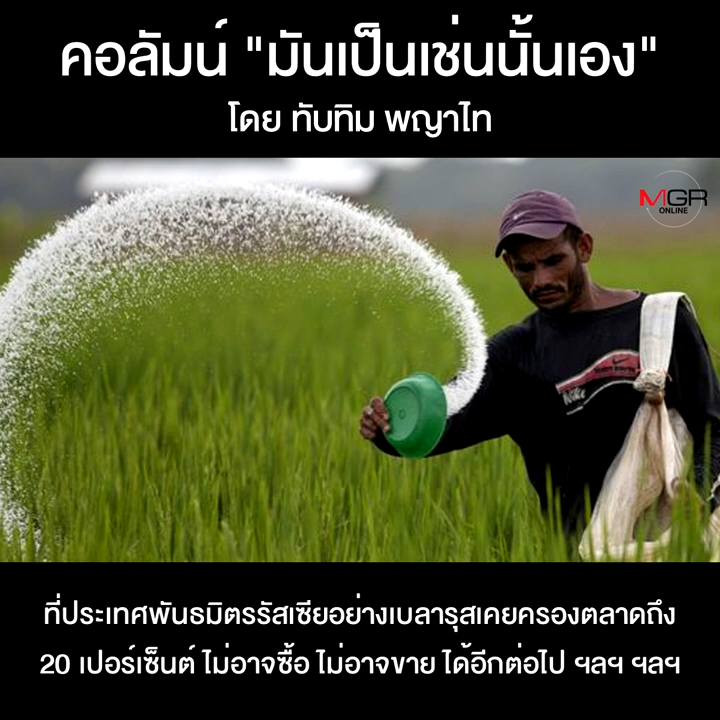 คอลัมน์ "มันเป็นเช่นนั้นเอง"
โดย ทับทิม พญาไท
MGR
ONLINE
Nike
ที่ประเทศพันธมิตรรัสเซียอย่างเบลารุสเคยครองตลาดถึง
20 เปอร์เซ็นต์ ไม่อาจซื้อ ไม่อาจขาย ได้อีกต่อไป ฯลฯ ฯลฯ